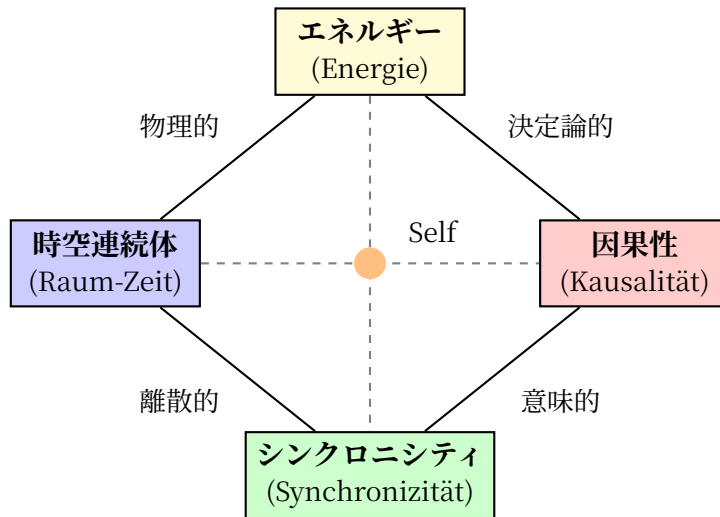 エネルギー
(Energie)
物理的
決定論的
時空連続体
(Raum-Zeit)
Self
因果性
(Kausalität)
離散的
意味的
シンクロニシティ
(Synchronizität)